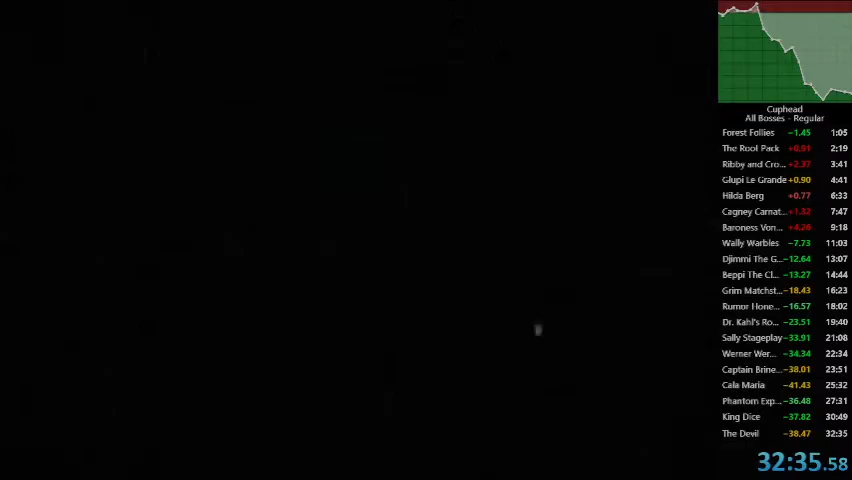 Cuphead
All Bosses - Regular
Forest Follies −1.45 1:05
The Root Pack +0.91 2:19
Ribby and Cro... +2.37 3:41
Glupi Le Grande +0.90 4:41
Hilda Berg +0.77 6:33
Cagney Carnat... +1.32 7:47
Baroness Von... +4.26 9:18
Wally Warbles −7.73 11:03
Djimmi The G... −12.64 13:07
Beppi The Cl... −13.27 14:44
Grim Matchst... −18.43 16:23
Rumor Hone... −16.57 18:02
Dr. Kahl's Ro... −23.51 19:40
Sally Stageplay −33.91 21:08
Werner Wer... −34.34 22:34
Captain Brine... −38.01 23:51
Cala Maria −41.43 25:32
Phantom Exp... −36.48 27:31
King Dice −37.82 30:49
The Devil −38.47 32:35
32:35.58